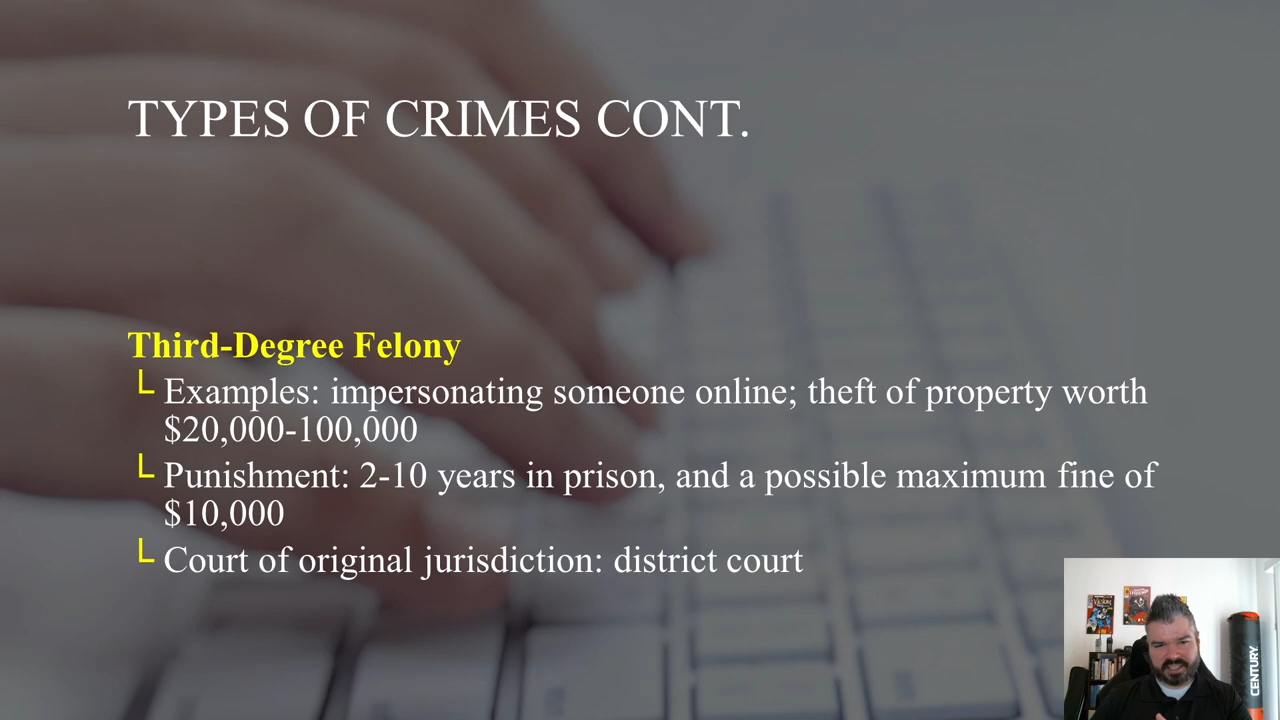 TYPES OF CRIMES CONT.
Third-Degree Felony
Examples: impersonating someone online; theft of property worth
$20,000-100,000
Punishment: 2-10 years in prison, and a possible maximum fine of
$10,000
Court of original jurisdiction: district court
CENTURY